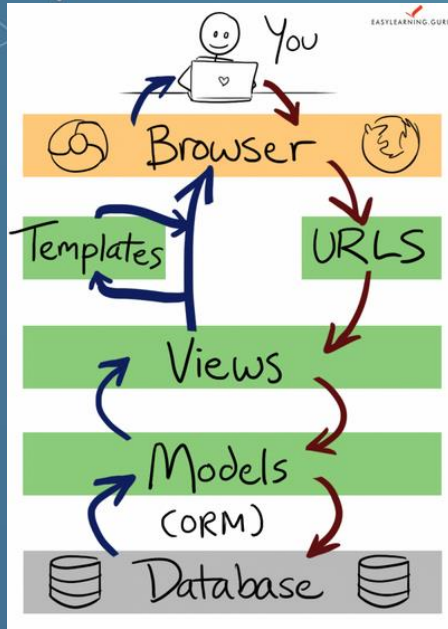 You
EASYLEARNING.GURU
Browser
Templates
URLS
Views
Models
(ORM)
Database